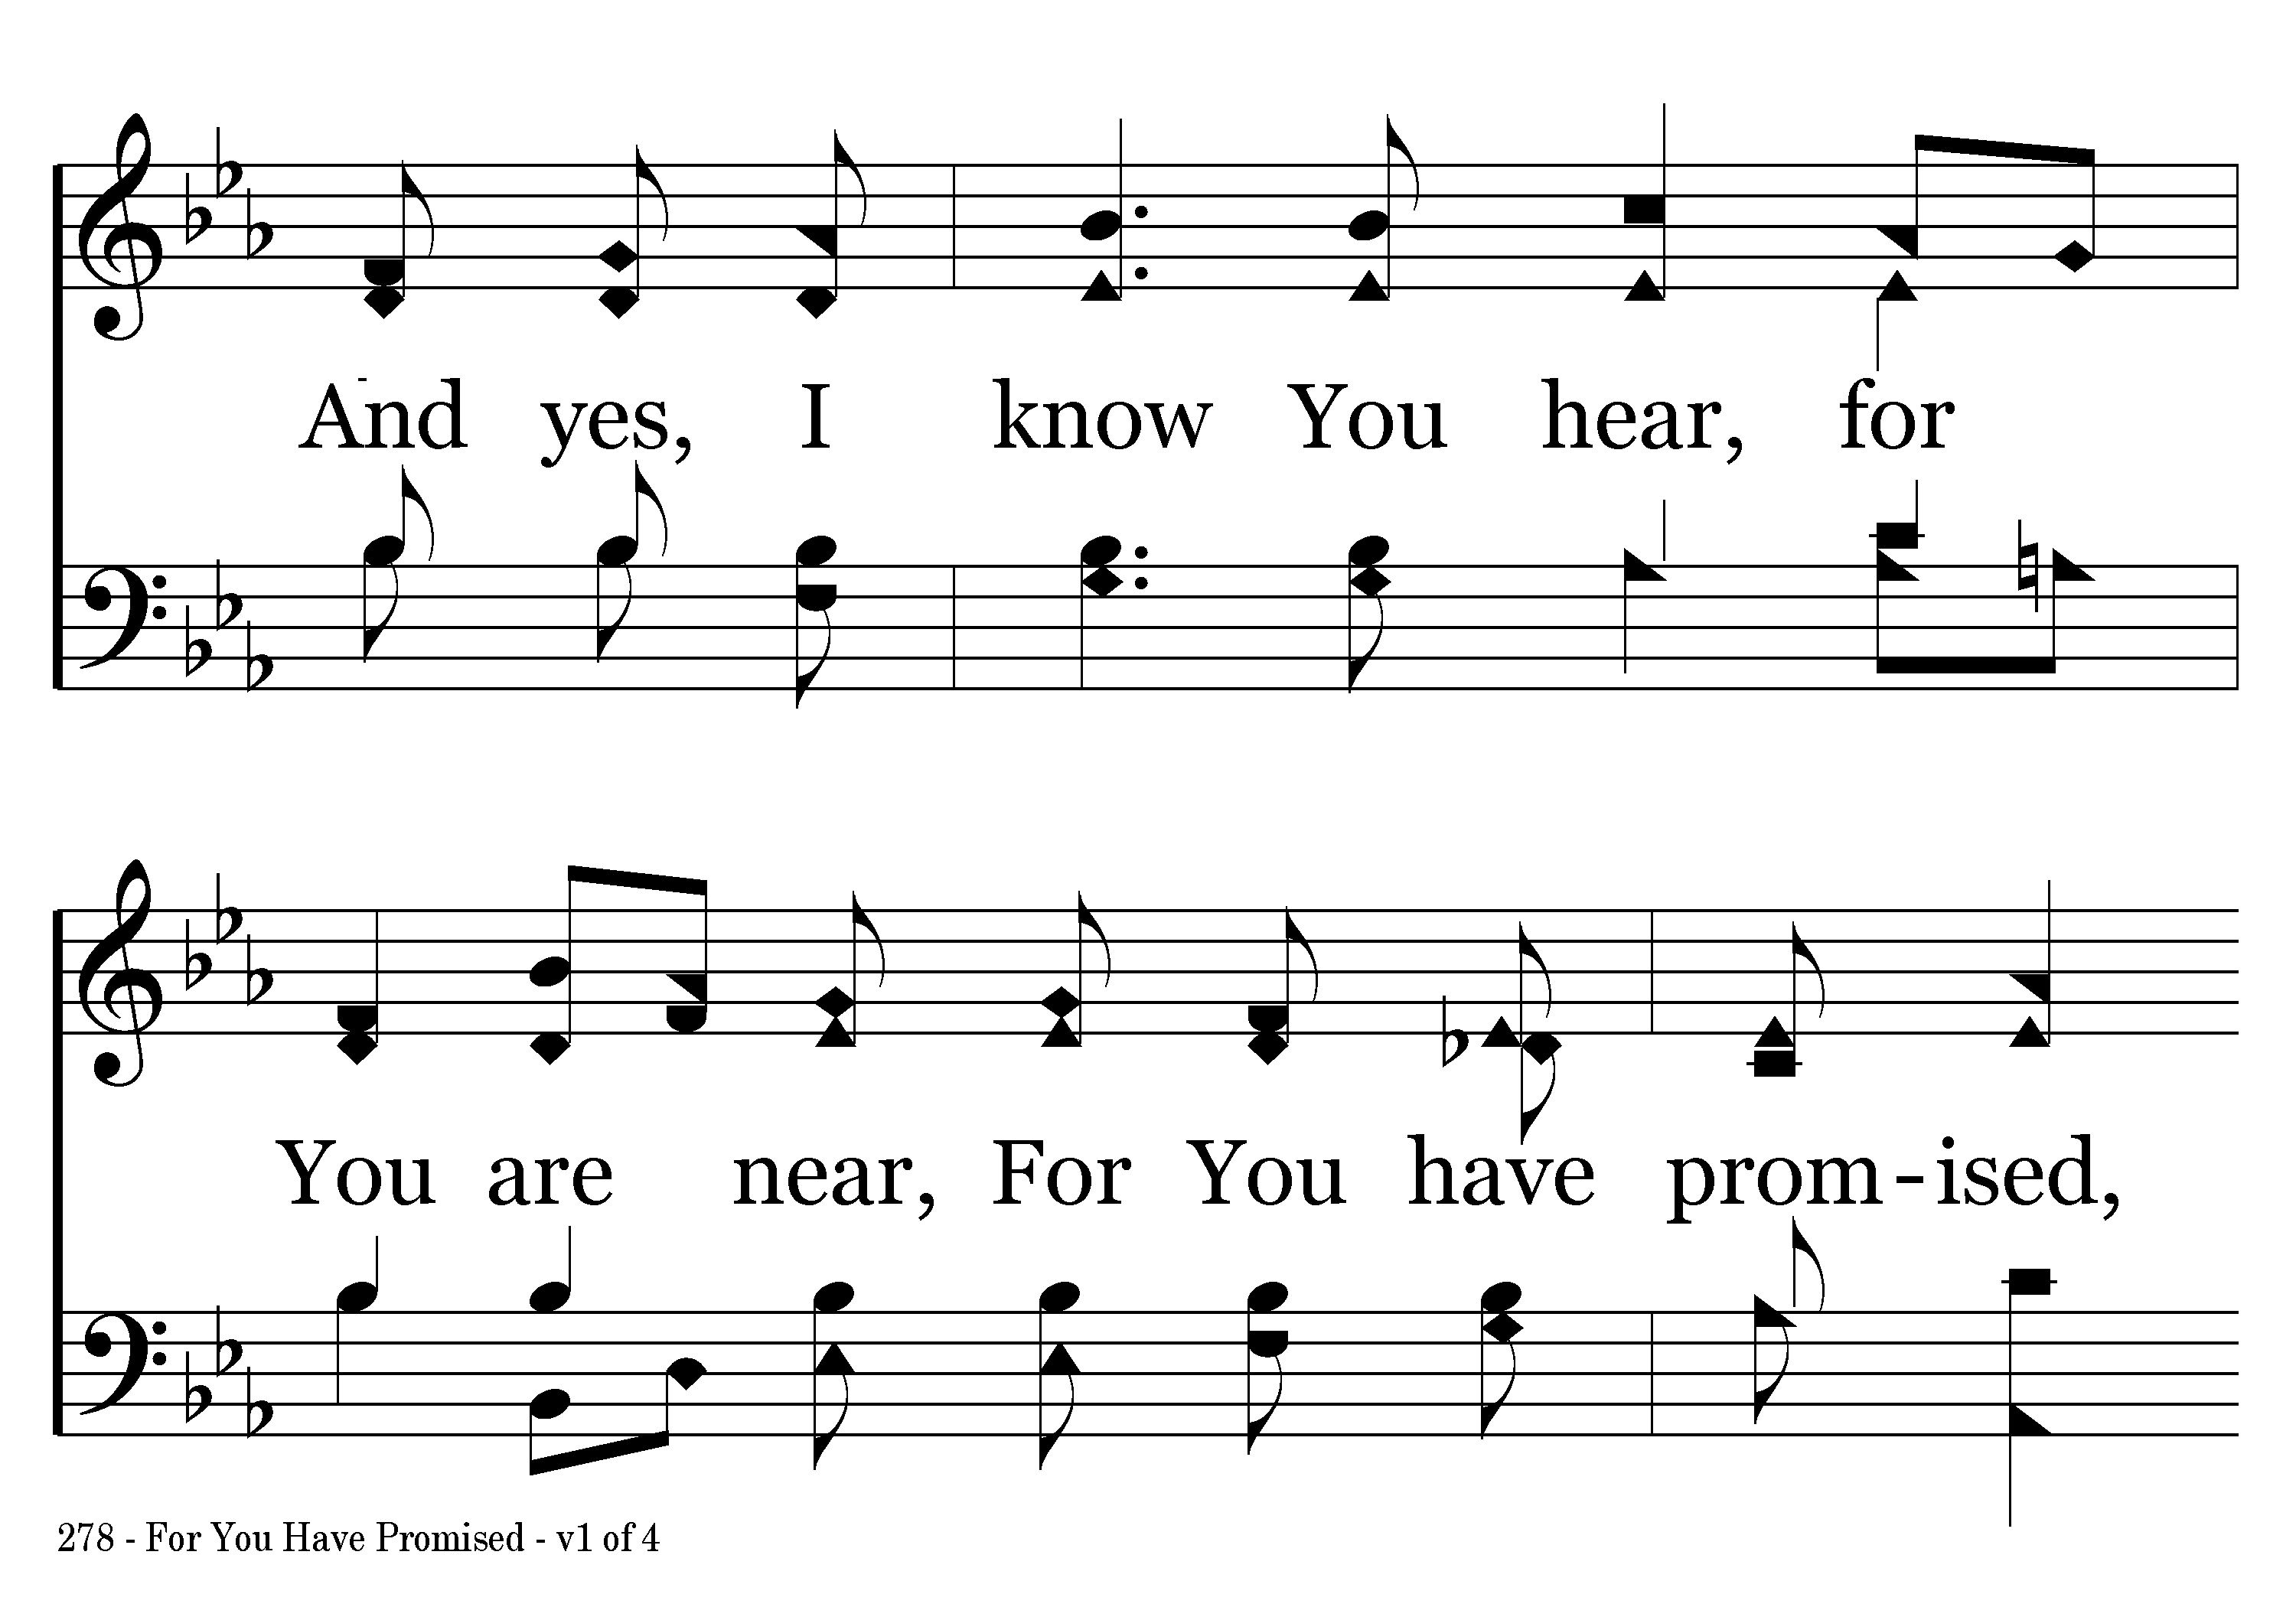 And yes, I know You hear, for
You are near, For You have prom-ised,
278 - For You Have Promised - v1 of 4